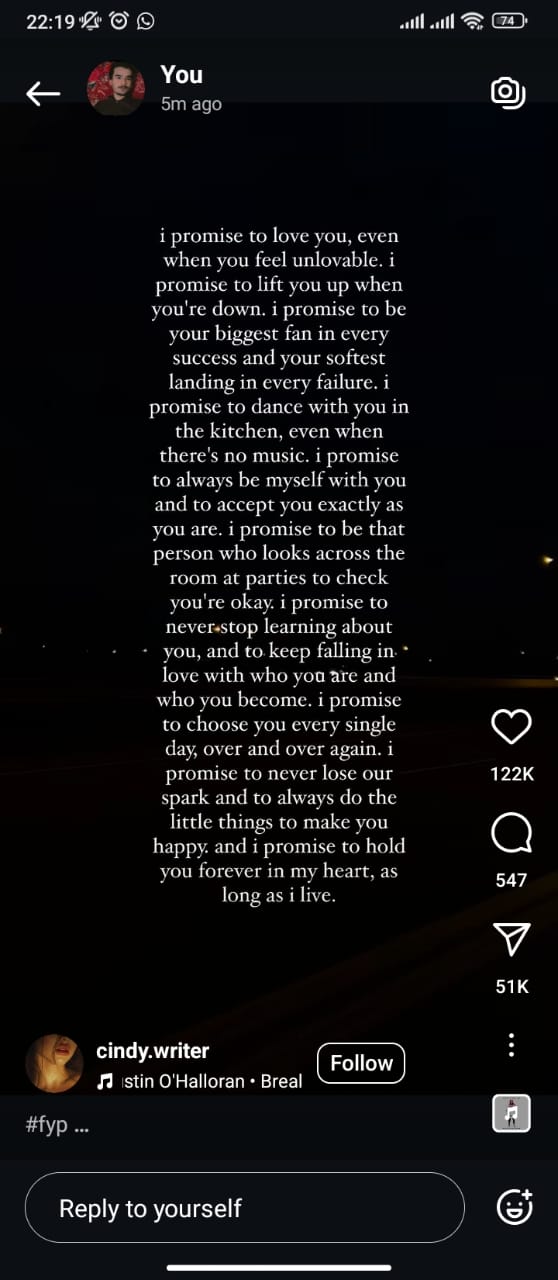 22:19
74
You
5m ago
i promise to love you, even
when you feel unlovable. i
promise to lift you up when
you're down. i promise to be
your biggest fan in every
success and your softest
landing in every failure. i
promise to dance with you in
the kitchen, even when
there's no music. i promise
to always be myself with you
and to accept you exactly as
you are. i promise to be that
person who looks across the
room at parties to check
you're okay. i promise to
never stop learning about
you, and to keep falling in
love with who you are and
who you become. i promise
to choose you every single
day, over and over again. i
promise to never lose our
spark and to always do the
little things to make you
happy. and i promise to hold
you forever in my heart, as
long as i live.
122K
547
51K
cindy.writer
Follow
stin O'Halloran • Breal
#fyp ...
Reply to yourself